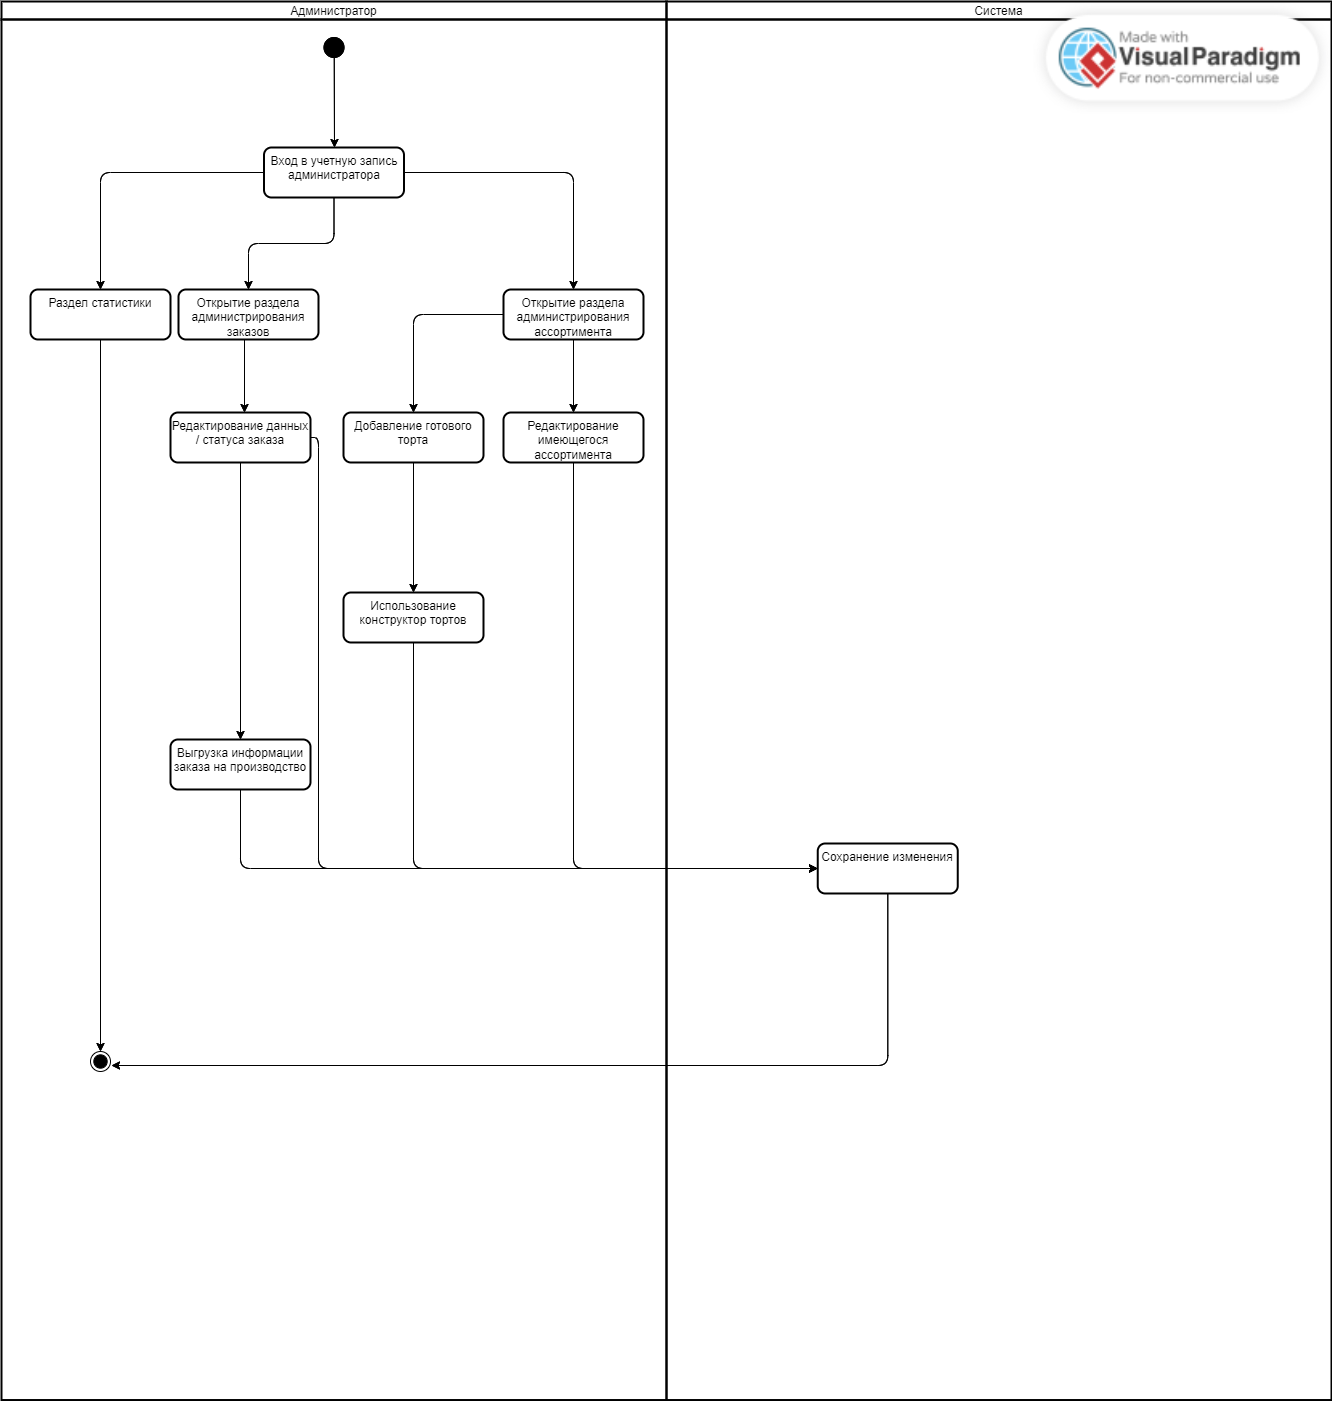 Администратор
Система
Made with
Visual Paradigm
For non-commercial use
Вход в учетную запись
администратора
Раздел статистики
Открытие раздела
администрирования
заказов
Открытие раздела
администрирования
ассортимента
Редактирование данных
/ статуса заказа
Добавление готового
торта
Редактирование
имеющегося
ассортимента
Использование
конструктор тортов
Выгрузка информации
заказа на производство
Сохранение изменения